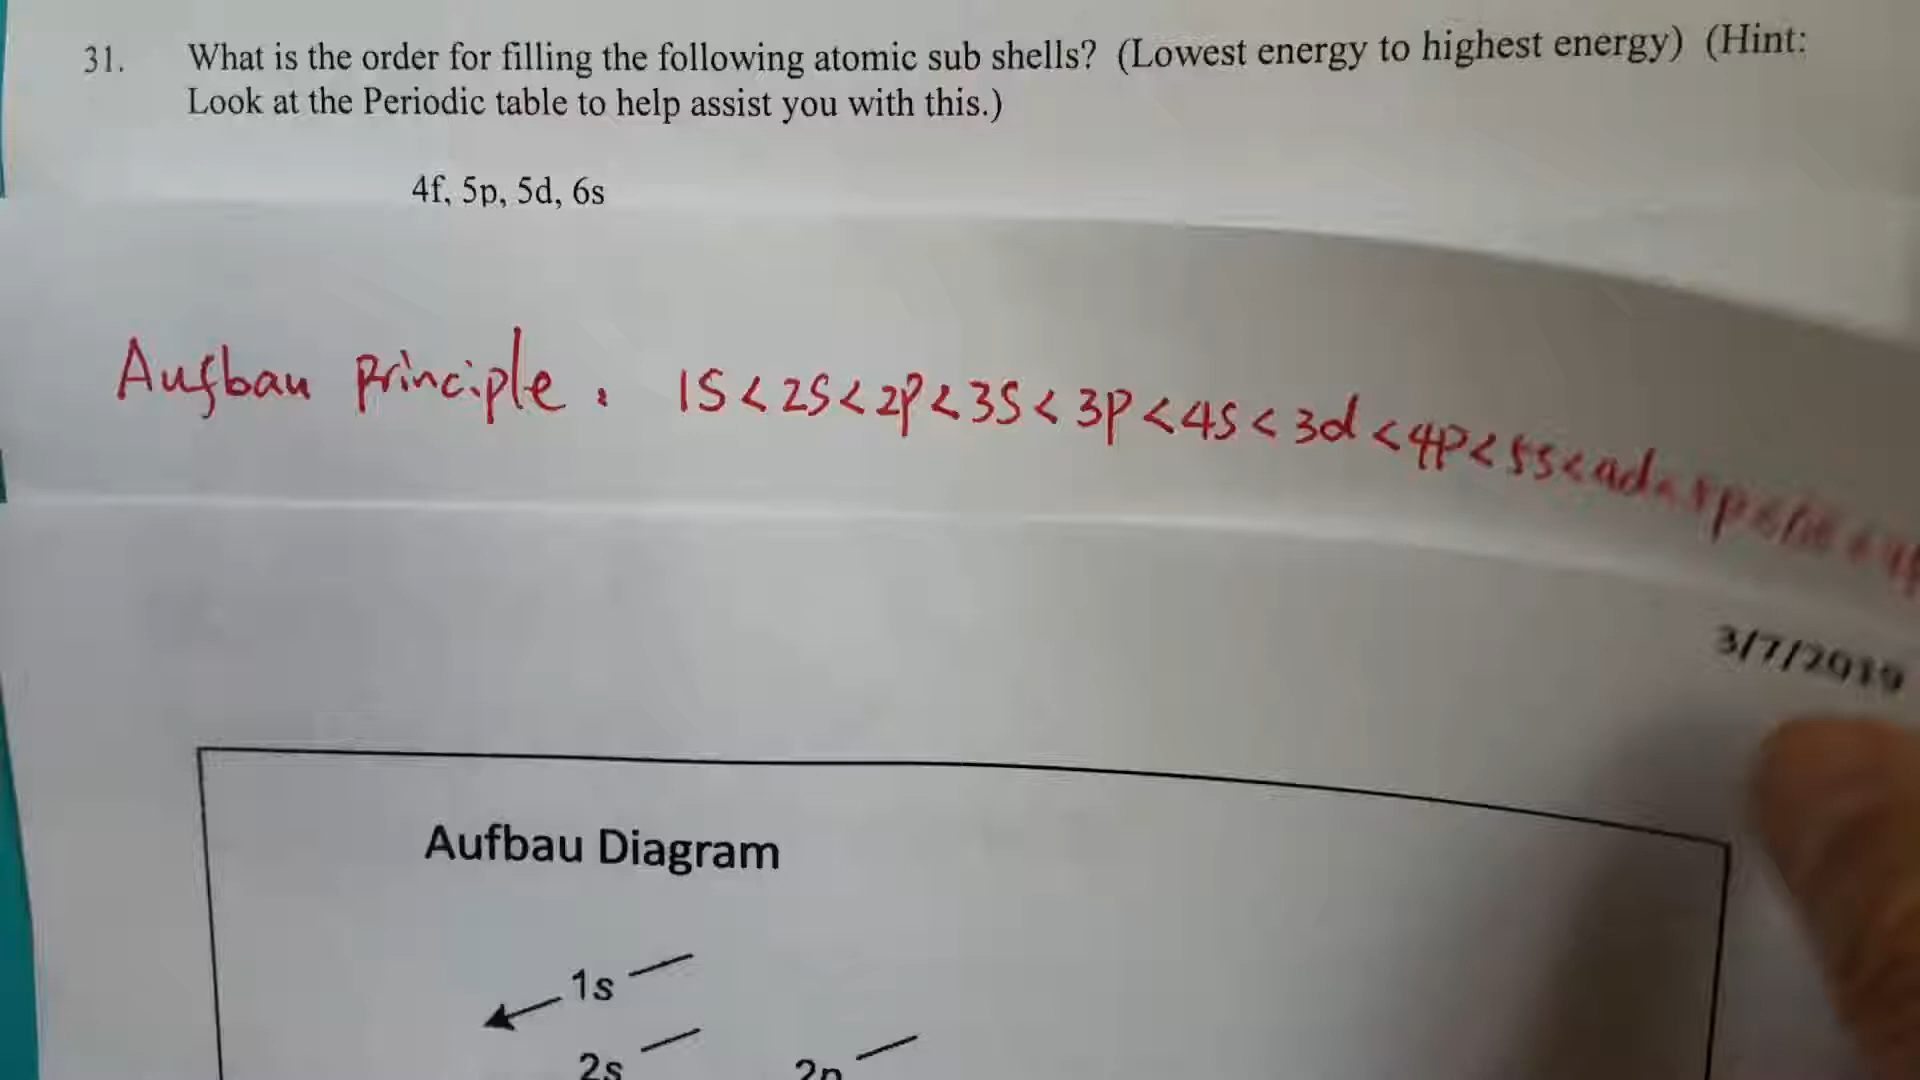 31. What is the order for filling the following atomic sub shells? (Lowest energy to highest energy) (Hint:
Look at the Periodic table to help assist you with this.)
4f, 5p, 5d, 6s
Aufbau principle : 1S < 2S < 2p < 3S < 3p < 4S < 3d < 4p < 5s < 4d <
3/7/2019
Aufbau Diagram
1s
2s 2p